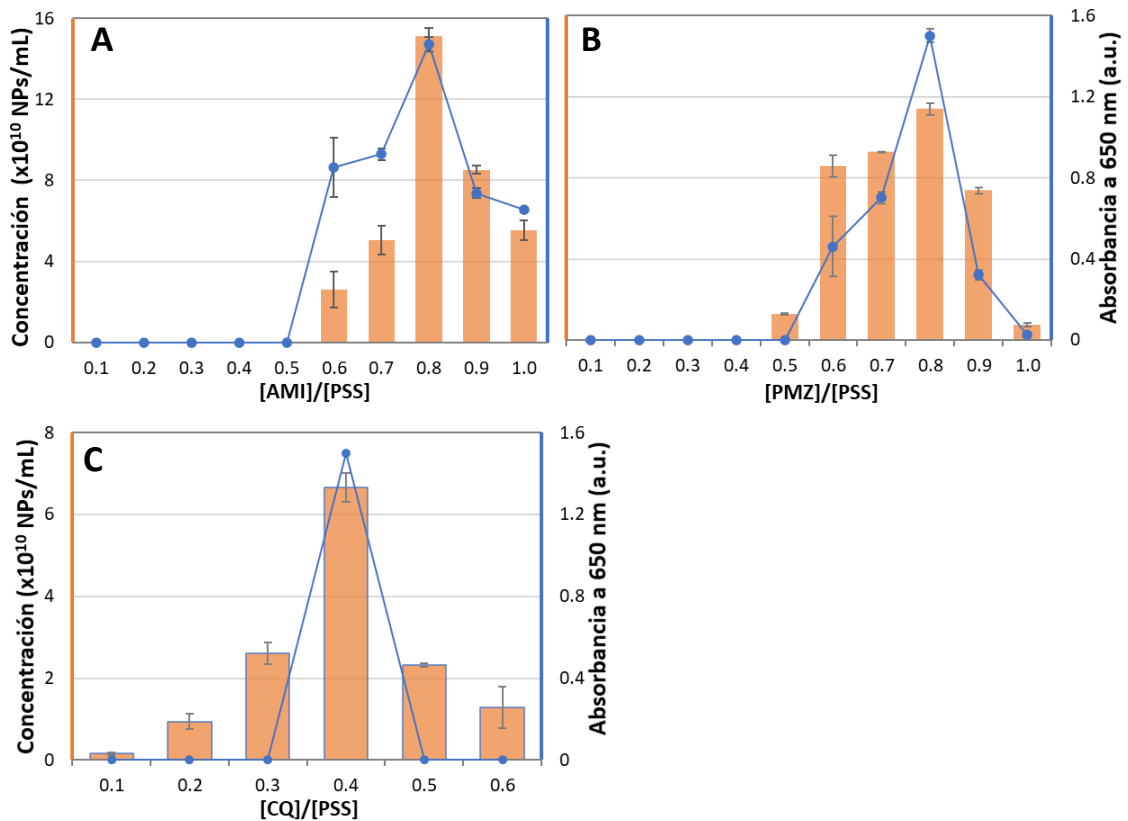 A
B
16
12
8
4
0
Concentración (x10¹⁰ NPs/mL)
0.1 0.2 0.3 0.4 0.5 0.6 0.7 0.8 0.9 1.0
[AMI]/[PSS]
1.6
1.2
0.8
0.4
0
Absorbancia a 650 nm (a.u.)
0.1 0.2 0.3 0.4 0.5 0.6 0.7 0.8 0.9 1.0
[PMZ]/[PSS]
C
8
6
4
2
0
Concentración (x10¹⁰ NPs/mL)
1.6
1.2
0.8
0.4
0
Absorbancia a 650 nm (a.u.)
0.1 0.2 0.3 0.4 0.5 0.6
[CQ]/[PSS]